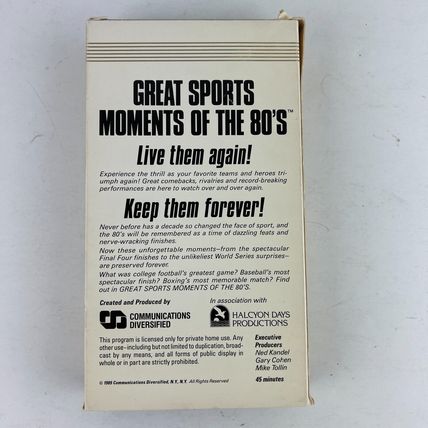 GREAT SPORTS
MOMENTS OF THE 80'S™
Live them again!
Experience the thrill as your favorite teams and heroes tri-
umph again! Great comebacks, rivalries and record-breaking
performances are here to watch over and over again.
Keep them forever!
Never before has a decade so changed the face of sport, and
the 80's will be remembered as a time of dazzling feats and
nerve-wracking finishes.
Now these unforgettable moments—from the spectacular
Final Four finishes to the unlikeliest World Series surprises—
are preserved forever.
What was college football's greatest game? Baseball's most
spectacular finish? Boxing's most memorable match? Find
out in GREAT SPORTS MOMENTS OF THE 80'S.
Created and Produced by
COMMUNICATIONS
DIVERSIFIED
In association with
HALCYON DAYS
PRODUCTIONS
This program is licensed only for private home use. Any
other use–including but not limited to duplication, broad-
cast by any means, and all forms of public display in
whole or in part are strictly prohibited.
Executive
Producers
Ned Kandel
Gary Cohen
Mike Tollin
© 1989 Communications Diversified, N.Y., N.Y. All Rights Reserved
45 minutes